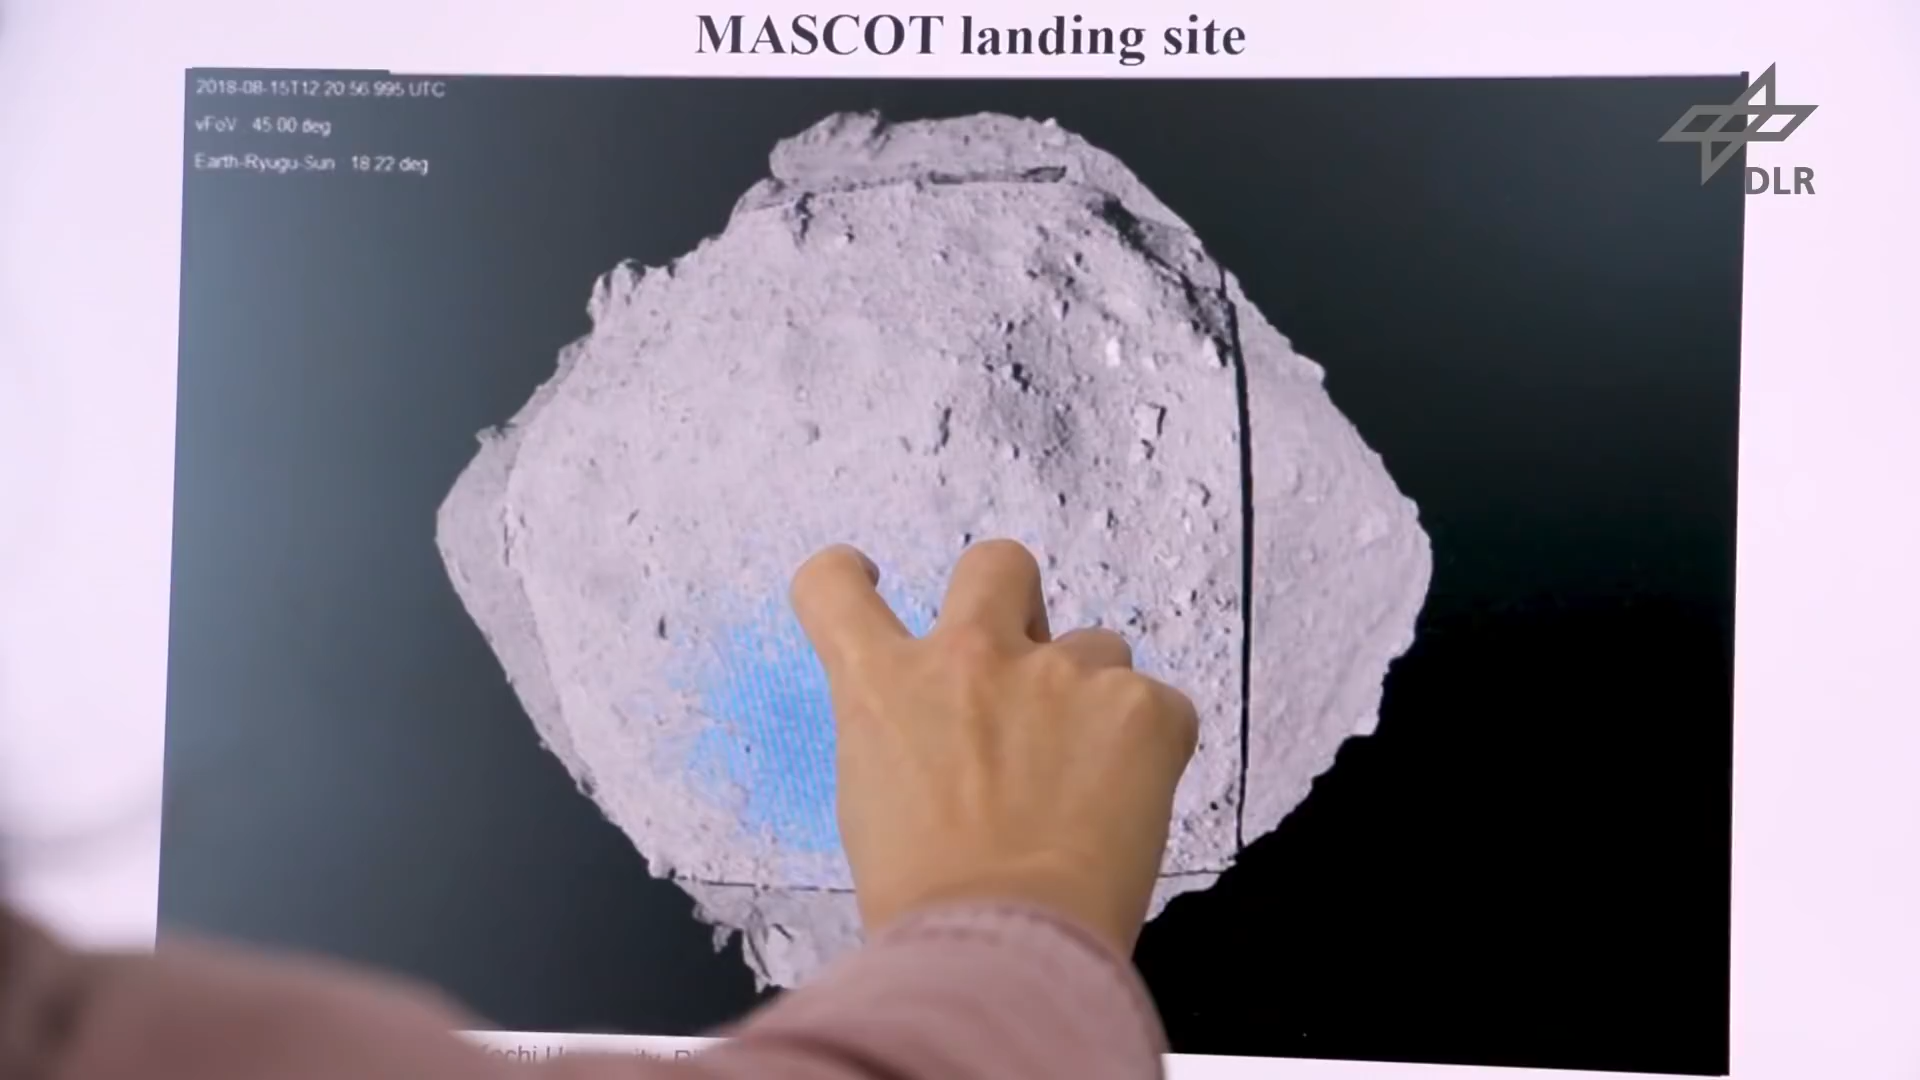 MASCOT landing site
2018-08-15T12 20 56.995 UTC
vFoV 45.00 deg
Earth-Ryugu-Sun 18.22 deg
DLR